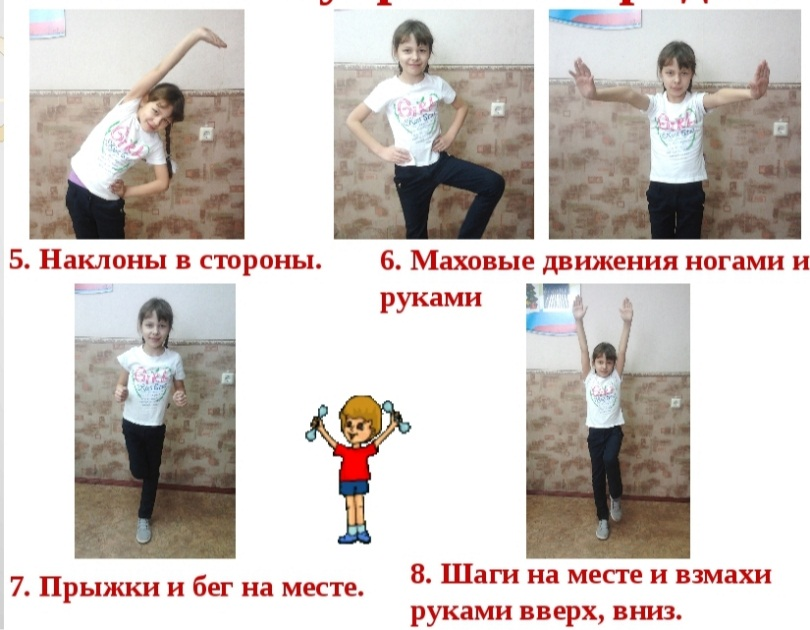 5. Наклоны в стороны.
6. Маховые движения ногами и
руками
7. Прыжки и бег на месте.
8. Шаги на месте и взмахи
руками вверх, вниз.